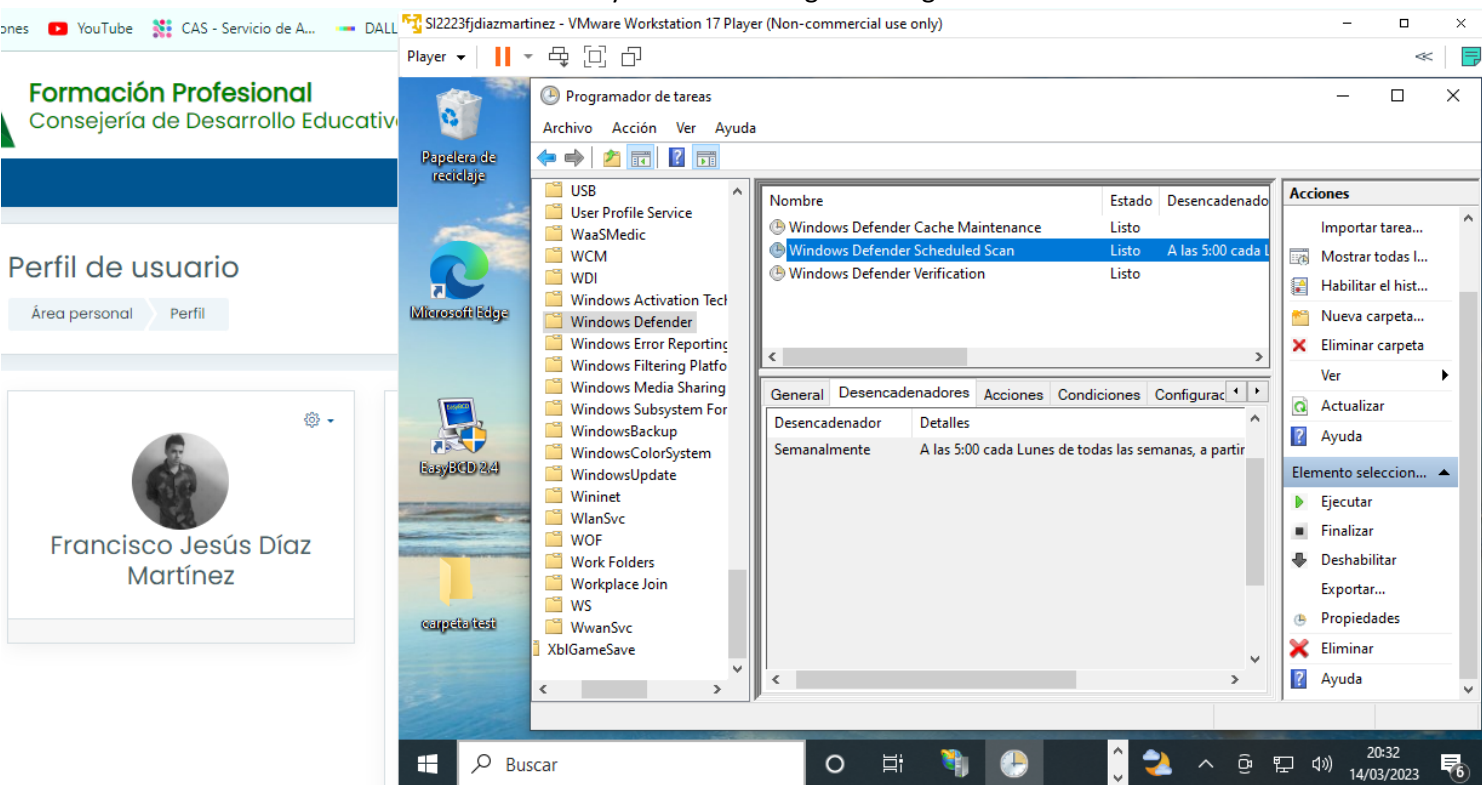 ones YouTube CAS - Servicio de A... DALL
Formación Profesional
Consejería de Desarrollo Educativ
Perfil de usuario
Área personal Perfil
Francisco Jesús Díaz
Martínez
SI2223fjdiazmartinez - VMware Workstation 17 Player (Non-commercial use only)
Player
Papelera de
reciclaje
Microsoft Edge
EasyBCD 2.4
carpeta test
Programador de tareas
Archivo Acción Ver Ayuda
USB
User Profile Service
WaaSMedic
WCM
WDI
Windows Activation Tech
Windows Defender
Windows Error Reporting
Windows Filtering Platfo
Windows Media Sharing
Windows Subsystem For
WindowsBackup
WindowsColorSystem
WindowsUpdate
Wininet
WlanSvc
WOF
Work Folders
Workplace Join
WS
WwanSvc
XblGameSave
Nombre Estado Desencadenado
Windows Defender Cache Maintenance Listo
Windows Defender Scheduled Scan Listo A las 5:00 cada L
Windows Defender Verification Listo
General Desencadenadores Acciones Condiciones Configurac
Desencadenador Detalles
Semanalmente A las 5:00 cada Lunes de todas las semanas, a partir
Acciones
Importar tarea...
Mostrar todas l...
Habilitar el hist...
Nueva carpeta...
Eliminar carpeta
Ver
Actualizar
Ayuda
Elemento seleccion...
Ejecutar
Finalizar
Deshabilitar
Exportar...
Propiedades
Eliminar
Ayuda
Buscar
20:32
14/03/2023
6